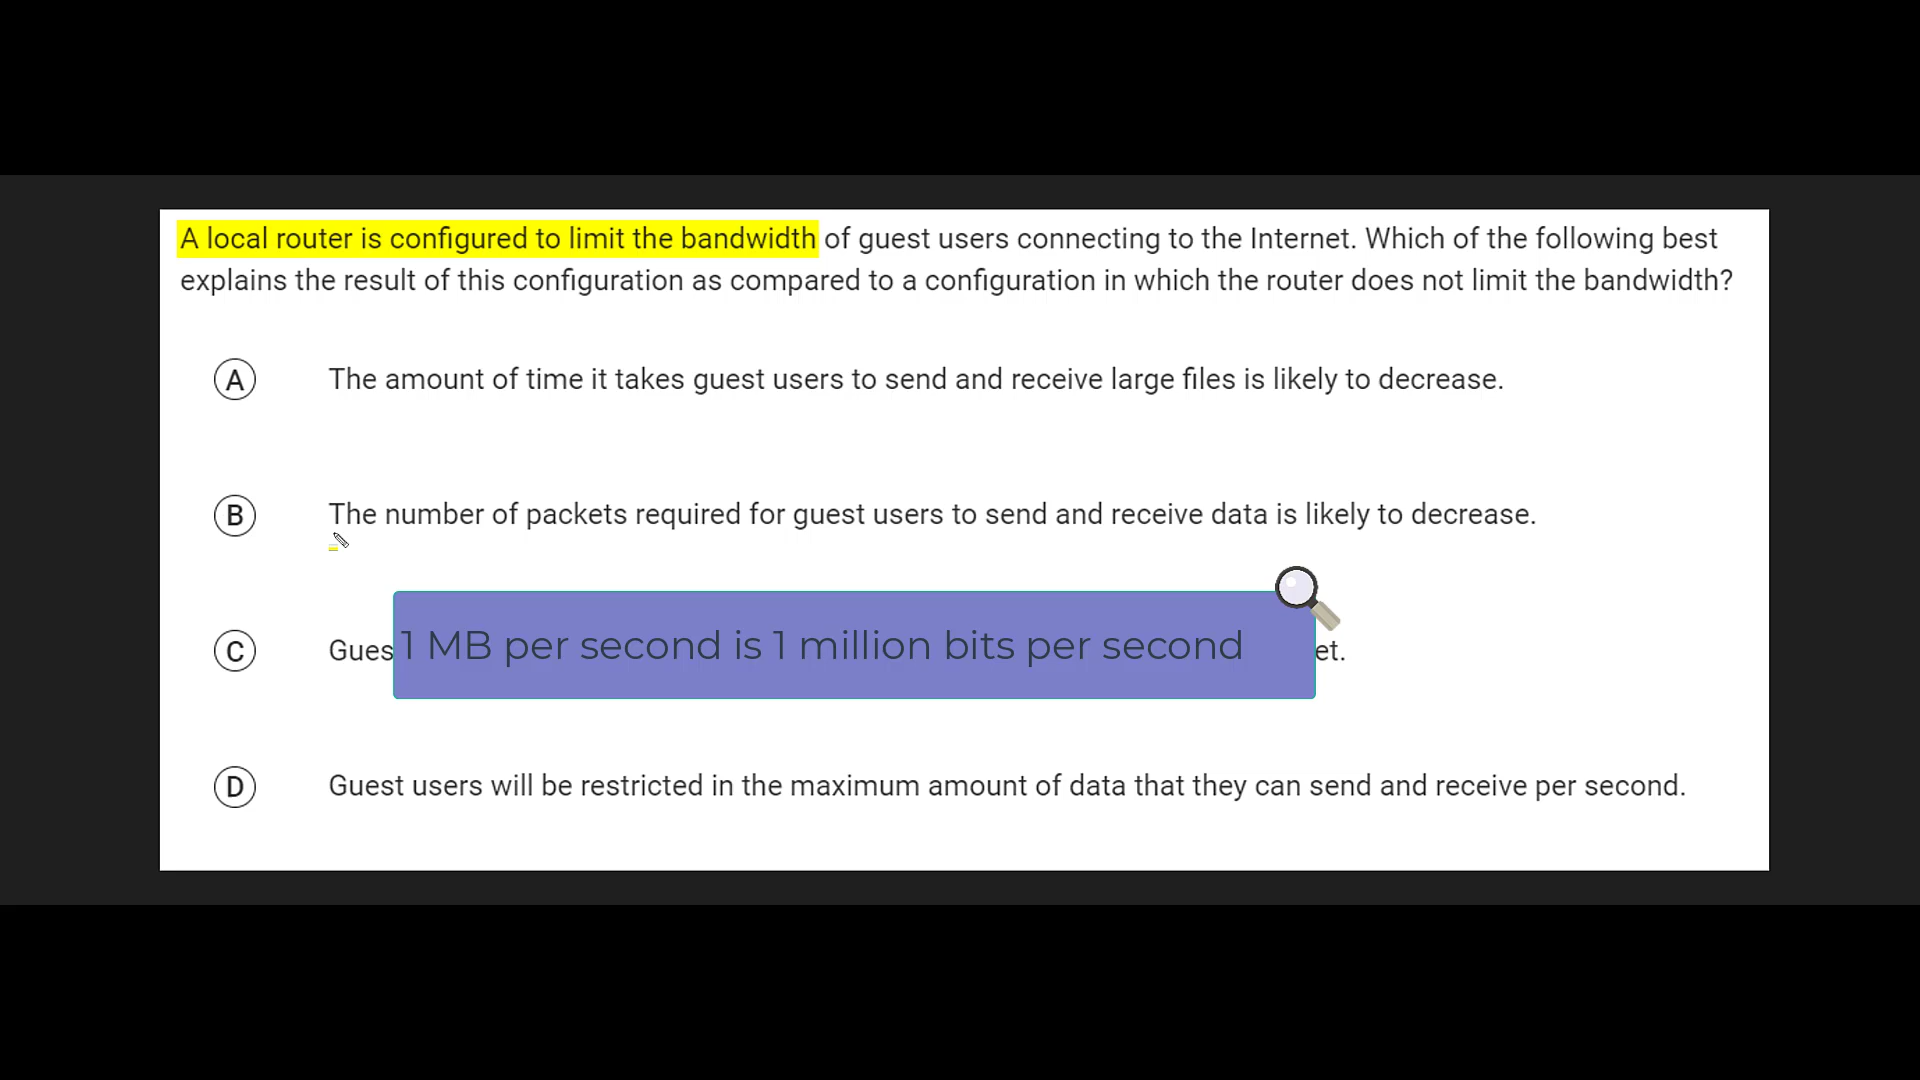 A local router is configured to limit the bandwidth of guest users connecting to the Internet. Which of the following best
explains the result of this configuration as compared to a configuration in which the router does not limit the bandwidth?
A The amount of time it takes guest users to send and receive large files is likely to decrease.
B The number of packets required for guest users to send and receive data is likely to decrease.
C Gues 1 MB per second is 1 million bits per second et.
D Guest users will be restricted in the maximum amount of data that they can send and receive per second.